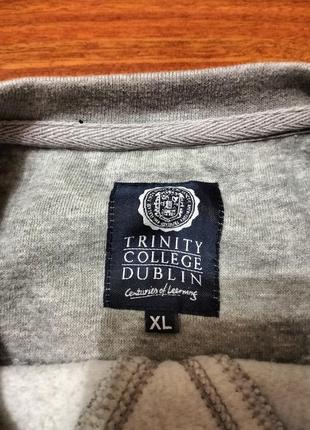 TRINITY
COLLEGE
DUBLIN
Centuries of Learning
XL